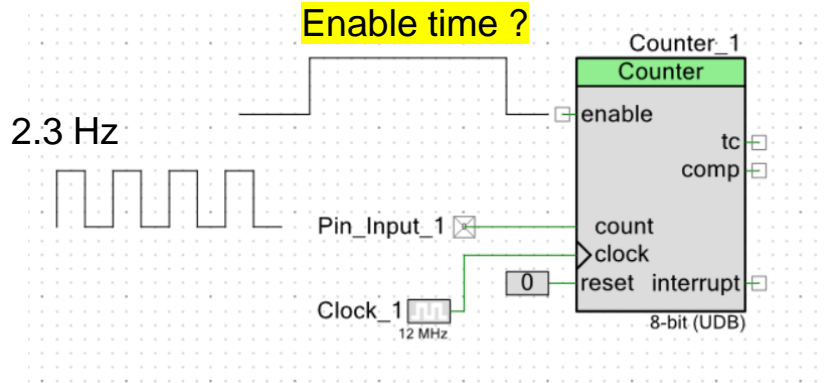 Enable time ?
Counter_1
Counter
enable
2.3 Hz
tc
comp
Pin_Input_1
count
clock
0
reset interrupt
Clock_1
12 MHz
8-bit (UDB)